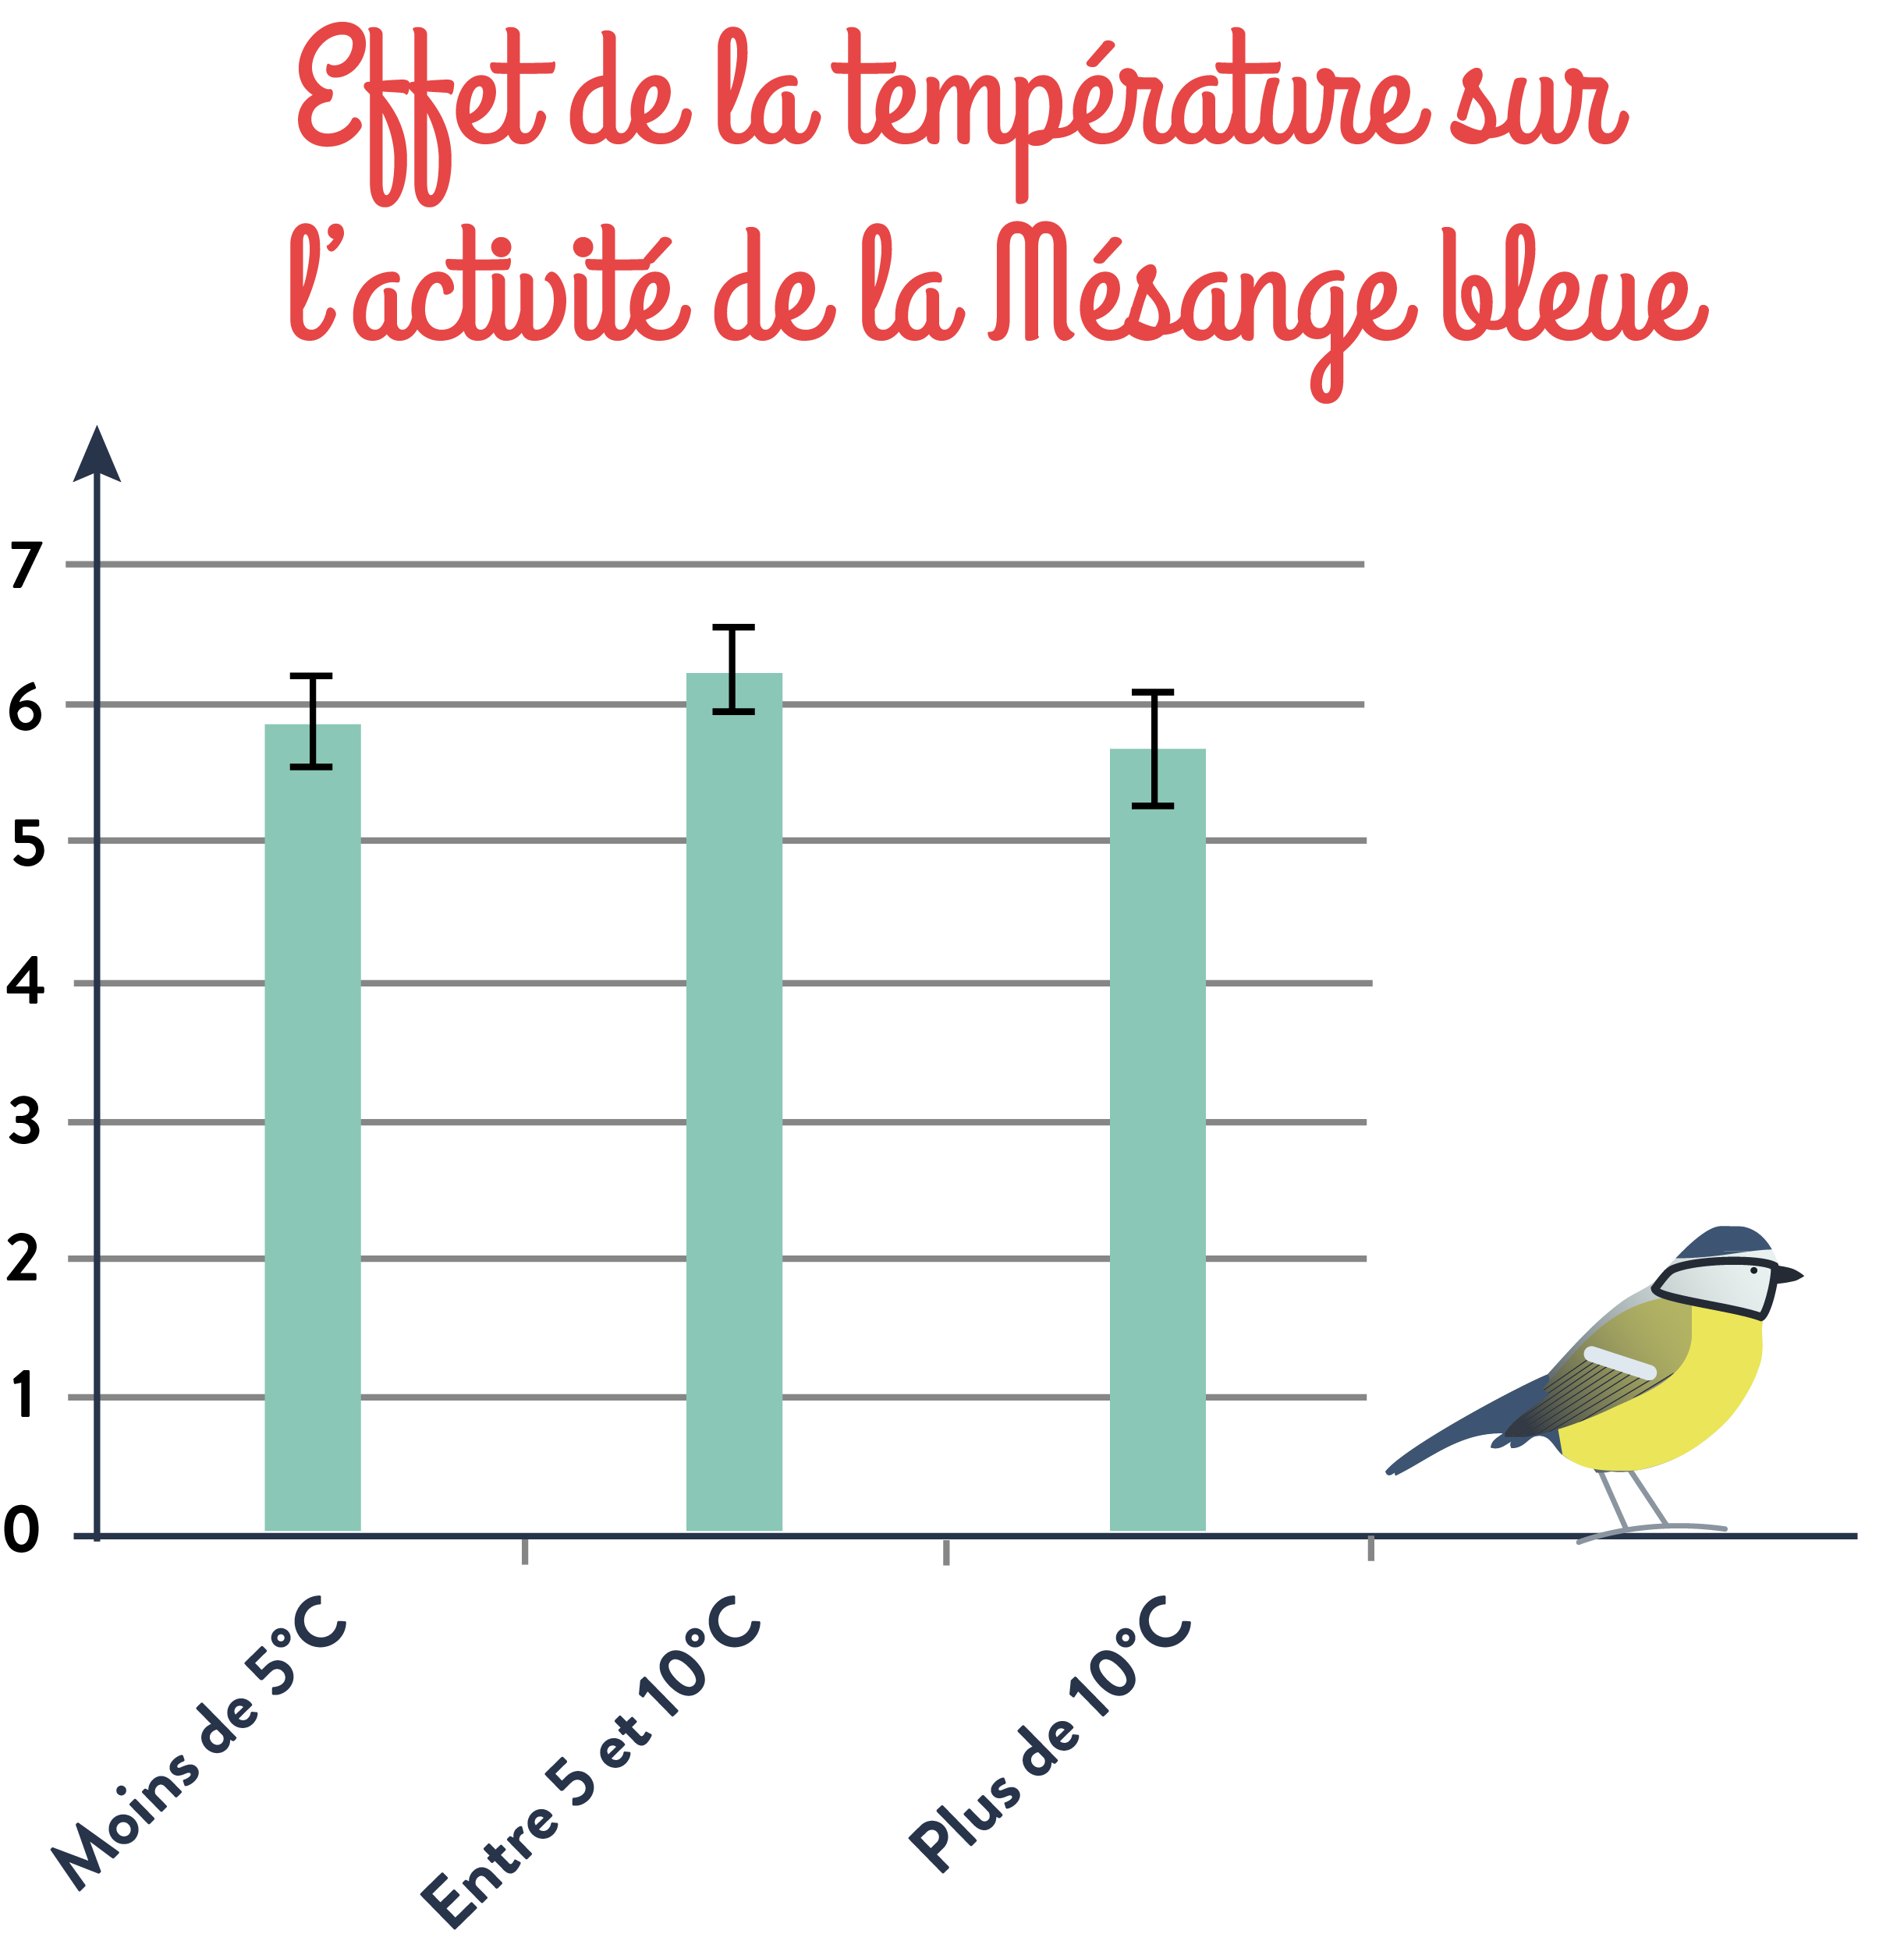 Effet de la température sur
l'activité de la Mésange bleue
7
6
5
4
3
2
1
0
Moins de 5°C
Entre 5 et 10°C
Plus de 10°C